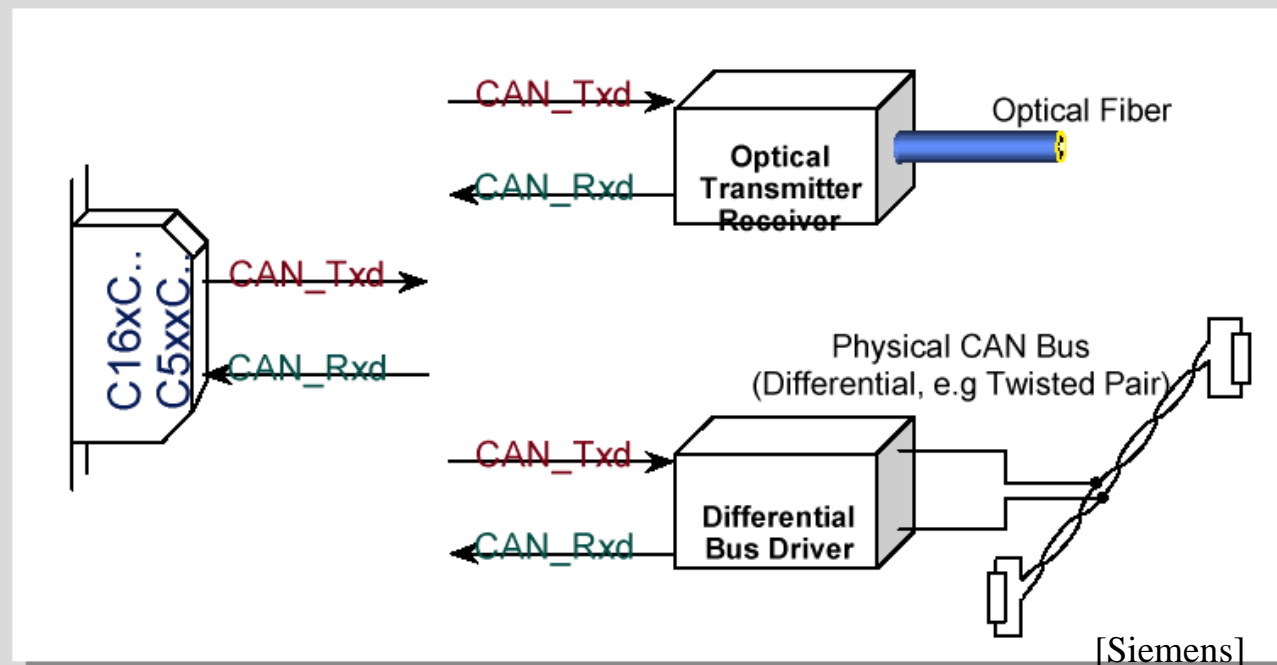 CAN_Txd
Optical Fiber
Optical
Transmitter
Receiver
CAN_Rxd
C16xC..
C5xxC..
CAN_Txd
CAN_Rxd
Physical CAN Bus
(Differential, e.g Twisted Pair)
CAN_Txd
Differential
Bus Driver
CAN_Rxd
[Siemens]